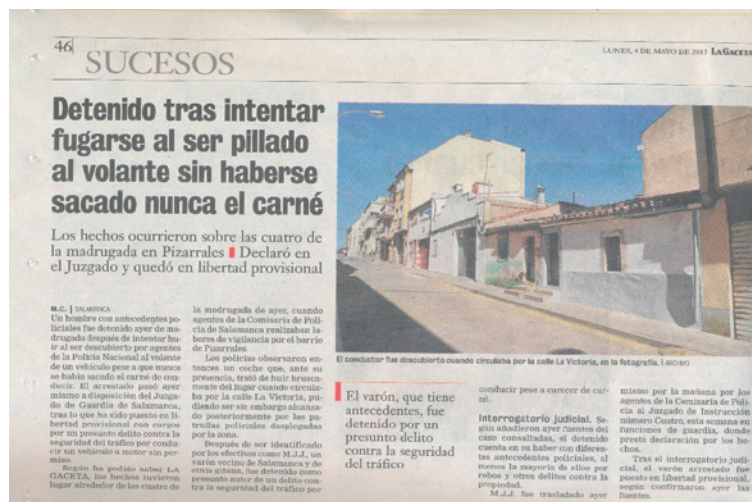 46
SUCESOS
LUNES, 4 DE MAYO DE 2015 LA GACETA
Detenido tras intentar
fugarse al ser pillado
al volante sin haberse
sacado nunca el carné
Los hechos ocurrieron sobre las cuatro de
la madrugada en Pizarrales ▮ Declaró en
el Juzgado y quedó en libertad provisional
M.C. | SALAMANCA
Un hombre con antecedentes po-
liciales fue detenido ayer de ma-
drugada después de intentar hu-
ir al ser descubierto por agentes
de la Policía Nacional al volante
de un vehículo pese a que nunca
se había sacado el carné de con-
ducir. El arrestado pasó ayer
mismo a disposición del Juzga-
do de Guardia de Salamanca,
tras lo que ha sido puesto en li-
bertad provisional con cargos
por un presunto delito contra la
seguridad del tráfico por condu-
cir un vehículo a motor sin per-
miso.
Según ha podido saber LA
GACETA, los hechos tuvieron
lugar alrededor de las cuatro de
la madrugada de ayer, cuando
agentes de la Comisaría de Poli-
cía de Salamanca realizaban la-
bores de vigilancia por el barrio
de Pizarrales
Los policías observaron en-
tonces un coche que, ante su
presencia, trató de huir brusca-
mente del lugar cuando circula-
ba por la calle La Victoria, pu-
diendo ser sin embargo alcanza-
do posteriormente por las pa-
trullas policiales desplegadas
por la zona.
Después de ser identificado
por los efectivos como M.J.J., un
varón vecino de Salamanca y de
etnia gitana, fue detenido como
presunto autor de un delito con-
tra la seguridad del tráfico por
El conductor fue descubierto cuando circulaba por la calle La Victoria, en la fotografía. | ARCHIVO
El varón, que tiene
antecedentes, fue
detenido por un
presunto delito
contra la seguridad
del tráfico
conducir pese a carecer de car-
né.
Interrogatorio judicial. Se-
gún añadieron ayer fuentes del
caso consultadas, el detenido
cuenta en su haber con diferen-
tes antecedentes policiales, al
menos la mayoría de ellos por
robos y otros delitos contra la
propiedad.
M.J.J. fue trasladado ayer
mismo por la mañana por los
agentes de la Comisaría de Poli-
cía al Juzgado de Instrucción
número Cuatro, esta semana en
funciones de guardia, donde
prestó declaración por los he-
chos.
Tras el interrogatorio judi-
cial, el varón arrestado fue
puesto en libertad provisional,
según confirmaron ayer las
fuentes.